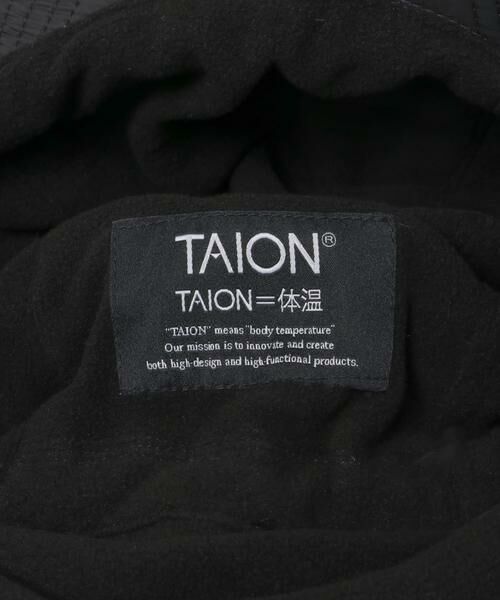 TAION®
TAION=体温
"TAION" means "body temperature"
Our mission is to innovate and create
both high-design and high-functional products.